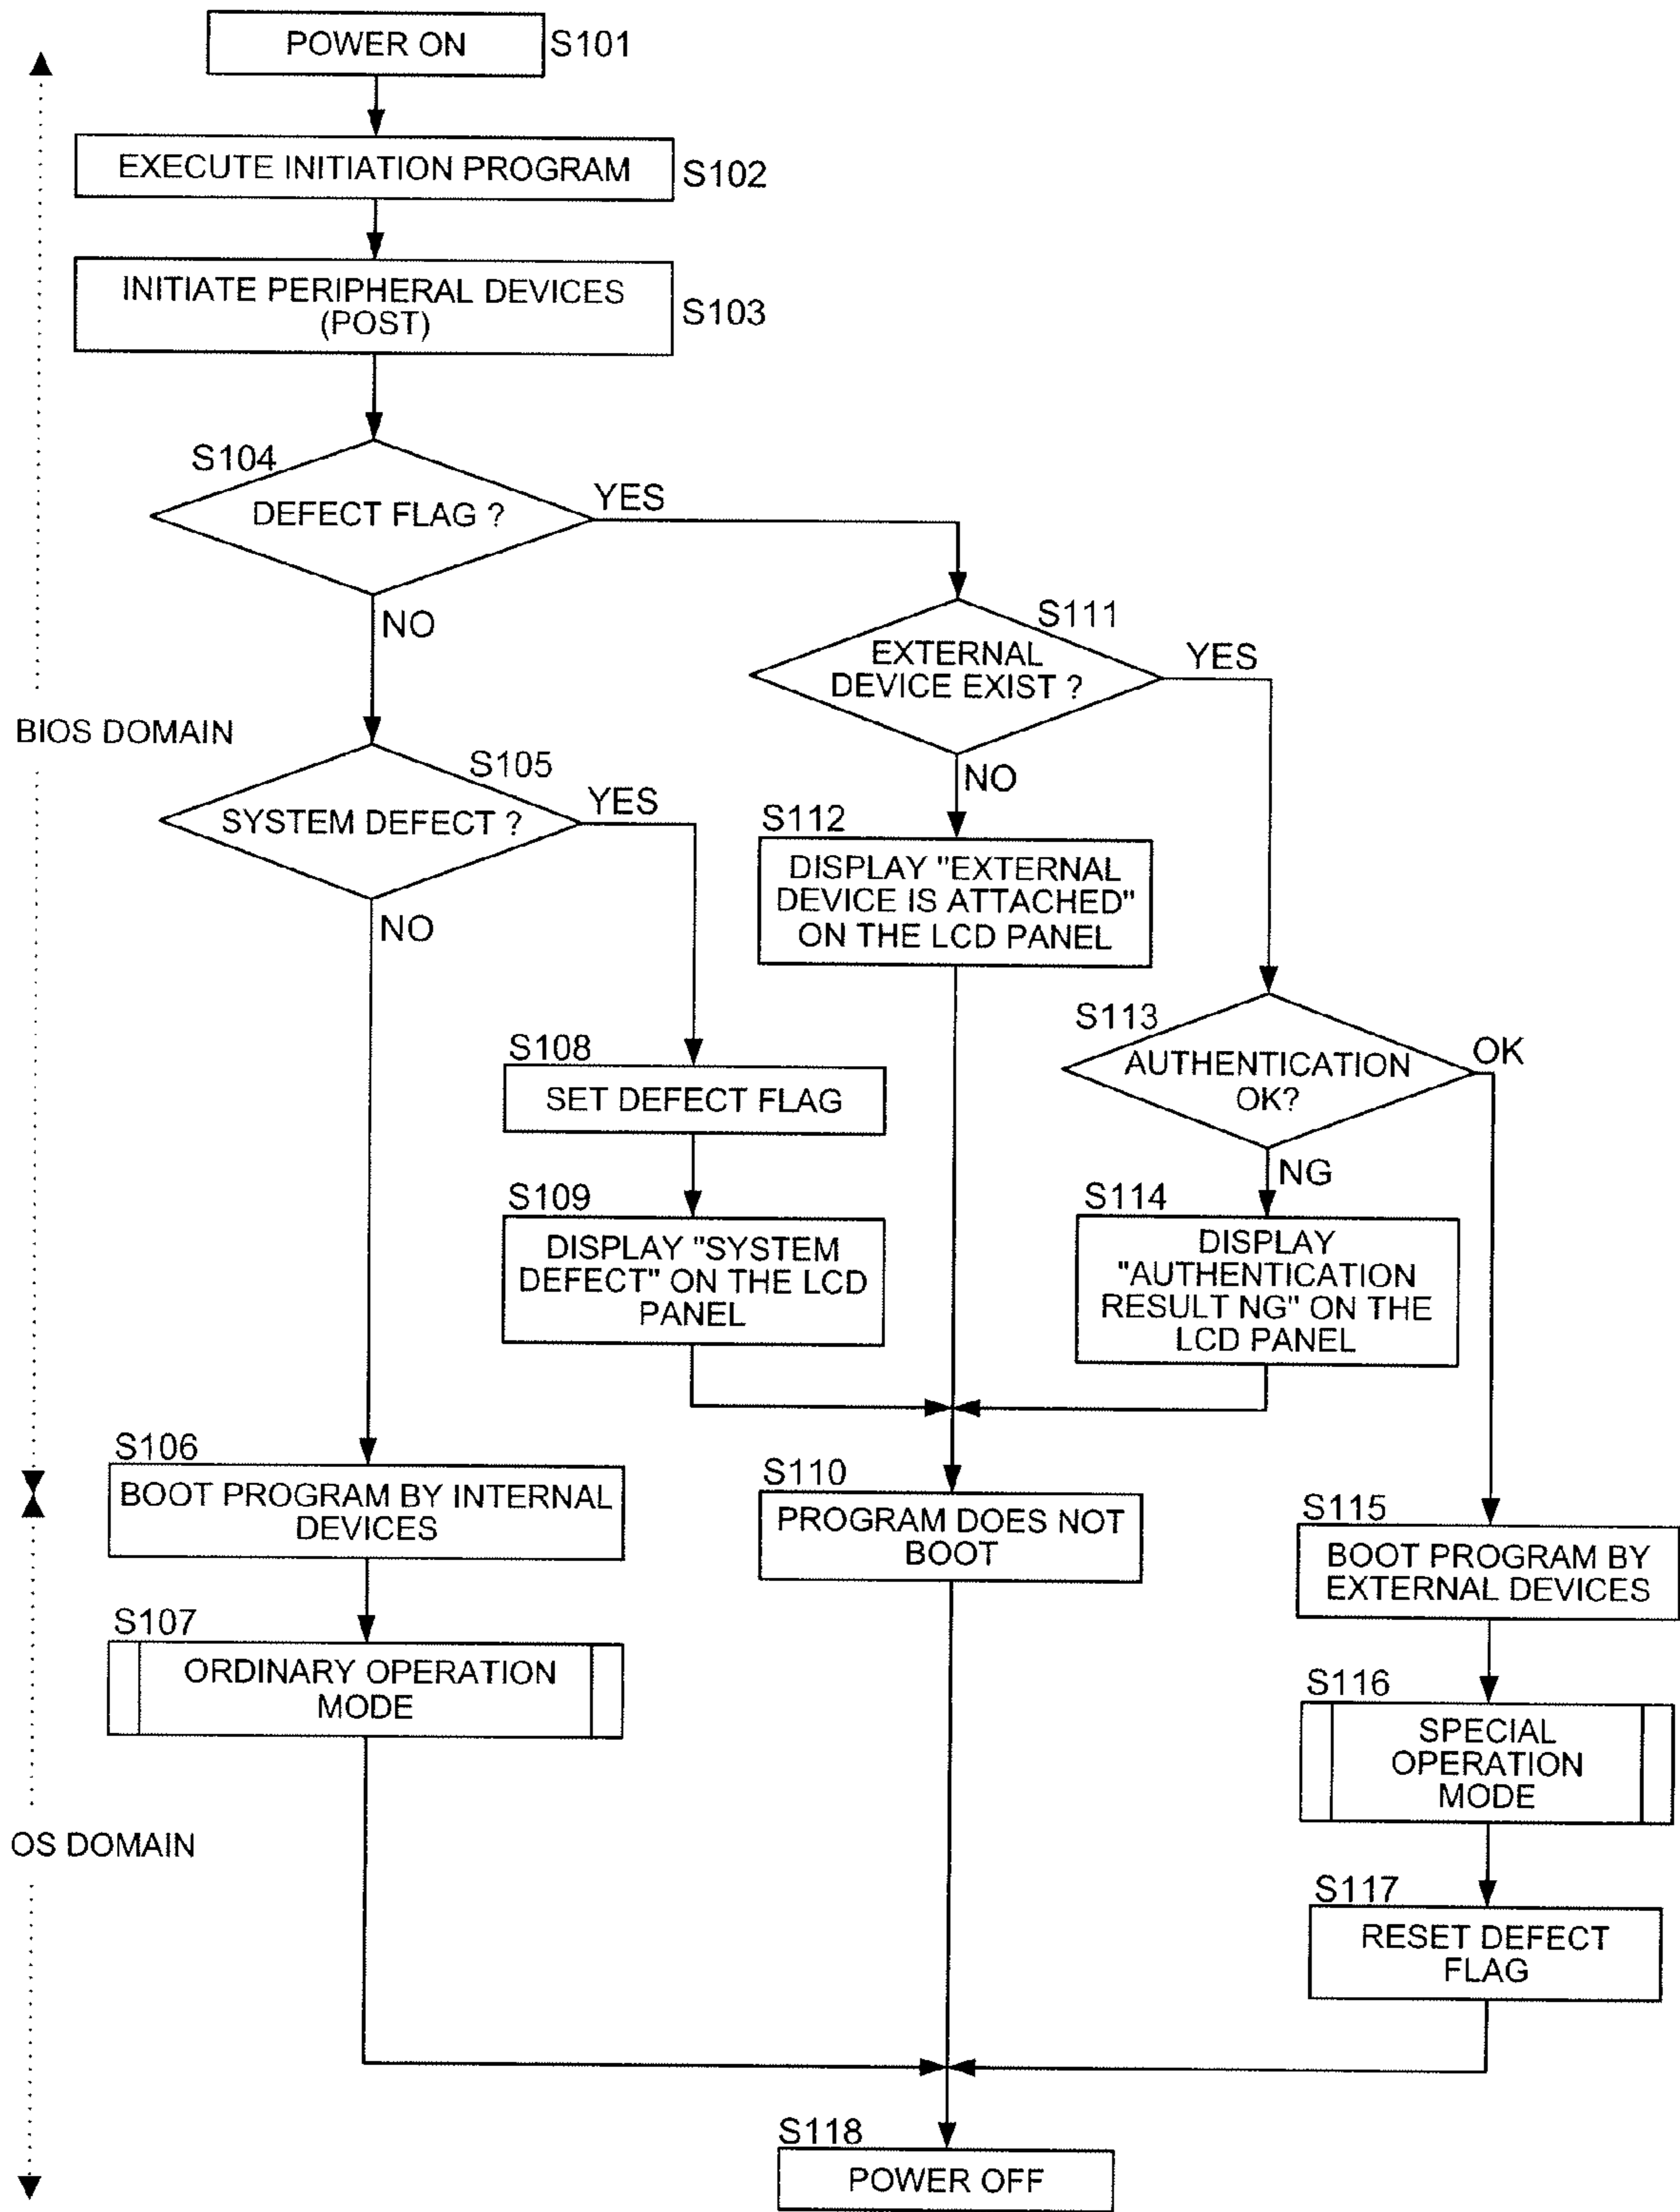 POWER ON
S101
EXECUTE INITIATION PROGRAM
S102
INITIATE PERIPHERAL DEVICES
(POST)
S103
S104
DEFECT FLAG ?
YES
NO
S111
EXTERNAL
DEVICE EXIST ?
YES
NO
BIOS DOMAIN
S105
SYSTEM DEFECT ?
YES
NO
S112
DISPLAY "EXTERNAL
DEVICE IS ATTACHED"
ON THE LCD PANEL
S113
AUTHENTICATION
OK?
OK
NG
S108
SET DEFECT FLAG
S109
DISPLAY "SYSTEM
DEFECT" ON THE LCD
PANEL
S114
DISPLAY
"AUTHENTICATION
RESULT NG" ON THE
LCD PANEL
S106
BOOT PROGRAM BY INTERNAL
DEVICES
S110
PROGRAM DOES NOT
BOOT
S115
BOOT PROGRAM BY
EXTERNAL DEVICES
S107
ORDINARY OPERATION
MODE
S116
SPECIAL
OPERATION
MODE
OS DOMAIN
S117
RESET DEFECT
FLAG
S118
POWER OFF